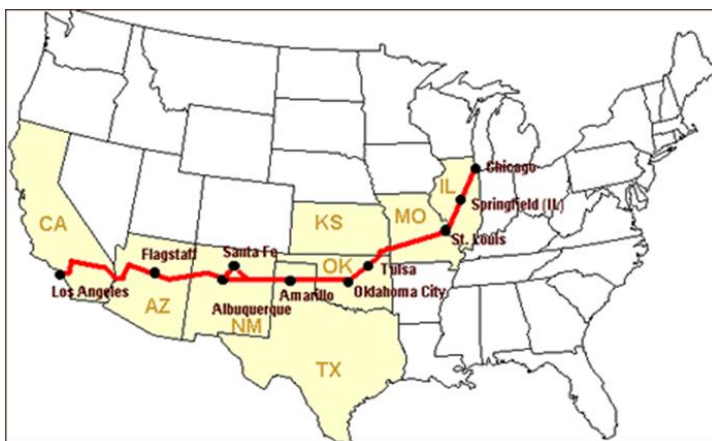 Chicago
IL
Springfield (IL)
CA
KS
MO
St. Louis
Flagstaff
Santa Fe
OK
Tulsa
Los Angeles
Amarillo
Oklahoma City
AZ
Albuquerque
NM
TX